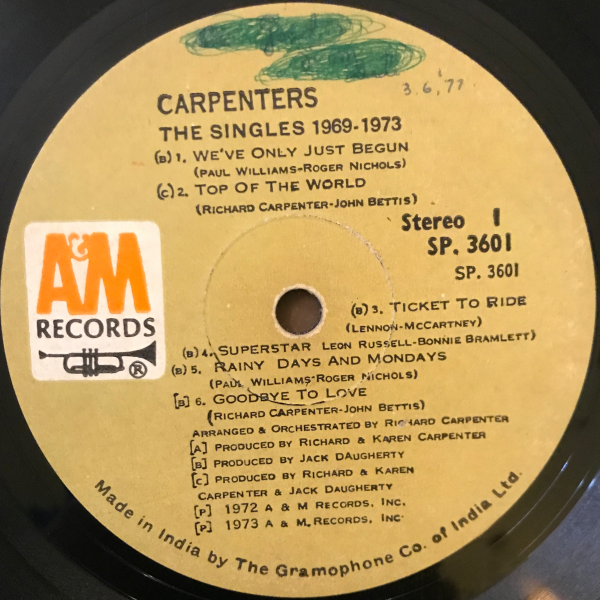 3.6,'77
CARPENTERS
THE SINGLES 1969-1973
(B) 1. WE'VE ONLY JUST BEGUN
(PAUL WILLIAMS-ROGER NICHOLS)
(C) 2. TOP OF THE WORLD
(RICHARD CARPENTER-JOHN BETTIS)
Stereo 1
SP. 3601
SP. 3601
A&M
RECORDS
®
(B) 3. TICKET TO RIDE
(LENNON-MCCARTNEY)
(B) 4. SUPERSTAR LEON RUSSELL-BONNIE BRAMLETT)
(B) 5. RAINY DAYS AND MONDAYS
(PAUL WILLIAMS-ROGER NICHOLS)
[B] 6. GOODBYE TO LOVE
(RICHARD CARPENTER-JOHN BETTIS)
ARRANGED & ORCHESTRATED BY RICHARD CARPENTER
[A] PRODUCED BY RICHARD & KAREN CARPENTER
[B] PRODUCED BY JACK DAUGHERTY
[C] PRODUCED BY RICHARD & KAREN
CARPENTER & JACK DAUGHERTY
[P] 1972 A & M RECORDS, INC.
[P] 1973 A & M. RECORDS, INC.
Made in India by The Gramophone Co. of India Ltd.